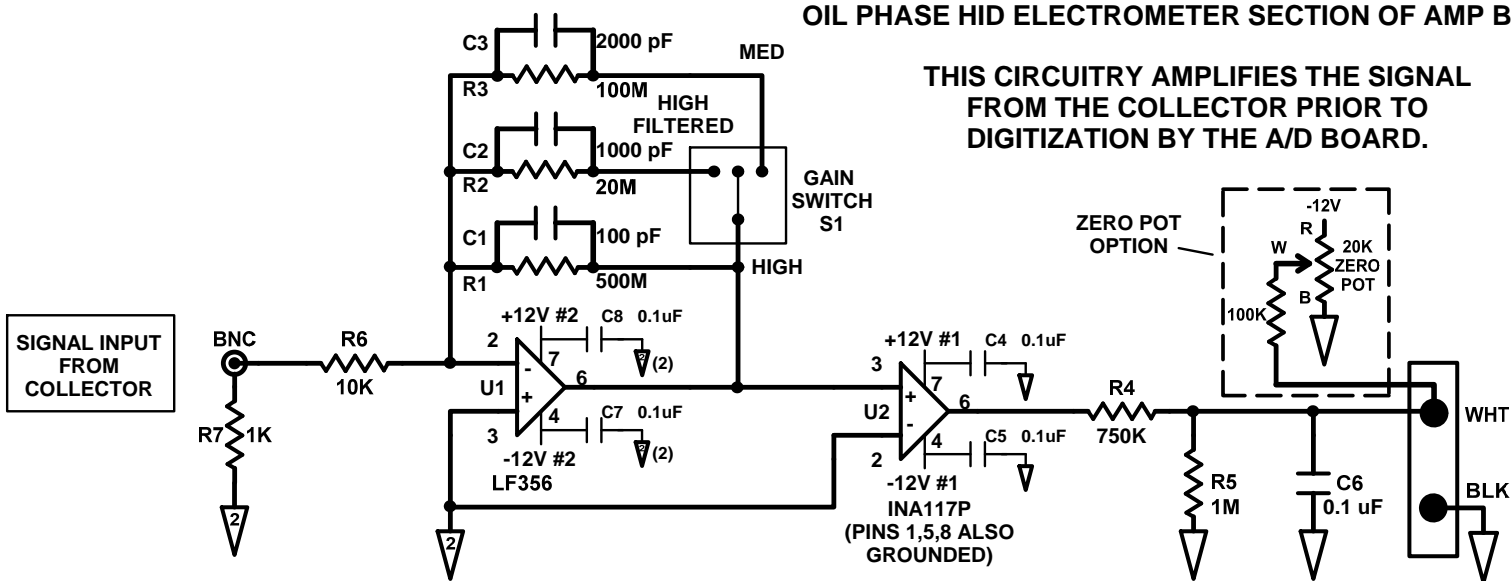 OIL PHASE HID ELECTROMETER SECTION OF AMP B
THIS CIRCUITRY AMPLIFIES THE SIGNAL
FROM THE COLLECTOR PRIOR TO
DIGITIZATION BY THE A/D BOARD.
C3
2000 pF
MED
R3
100M
HIGH
FILTERED
C2
1000 pF
R2
20M
GAIN
SWITCH
S1
C1
100 pF
R1
500M
HIGH
ZERO POT
OPTION
-12V
R
W
20K
ZERO
POT
B
100K
SIGNAL INPUT
FROM
COLLECTOR
BNC
R6
10K
R7
1K
2
+12V #2
C8
0.1uF
2
(2)
2
7
-
U1
+
6
3
4
C7
0.1uF
2
(2)
-12V #2
LF356
2
+12V #1
C4
0.1uF
3
7
+
U2
-
6
2
4
C5
0.1uF
-12V #1
INA117P
(PINS 1,5,8 ALSO
GROUNDED)
R4
750K
R5
1M
C6
0.1 uF
WHT
BLK